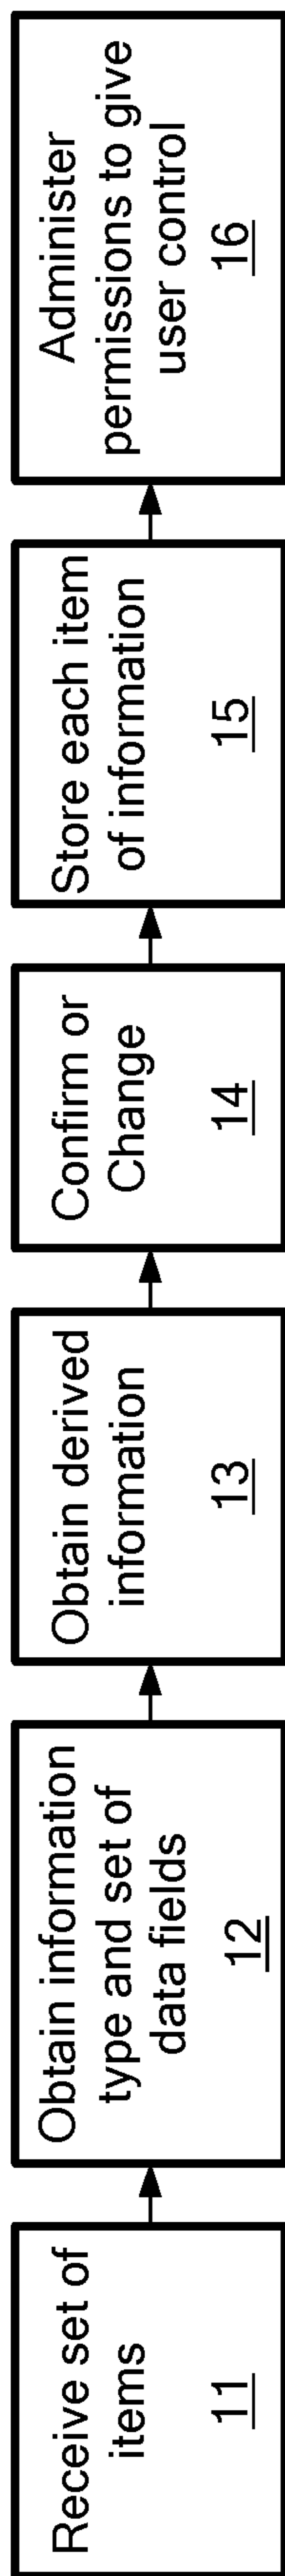 Receive set of
items
11
Obtain information
type and set of
data fields
12
Obtain derived
information
13
Confirm or
Change
14
Store each item
of information
15
Administer
permissions to give
user control
16